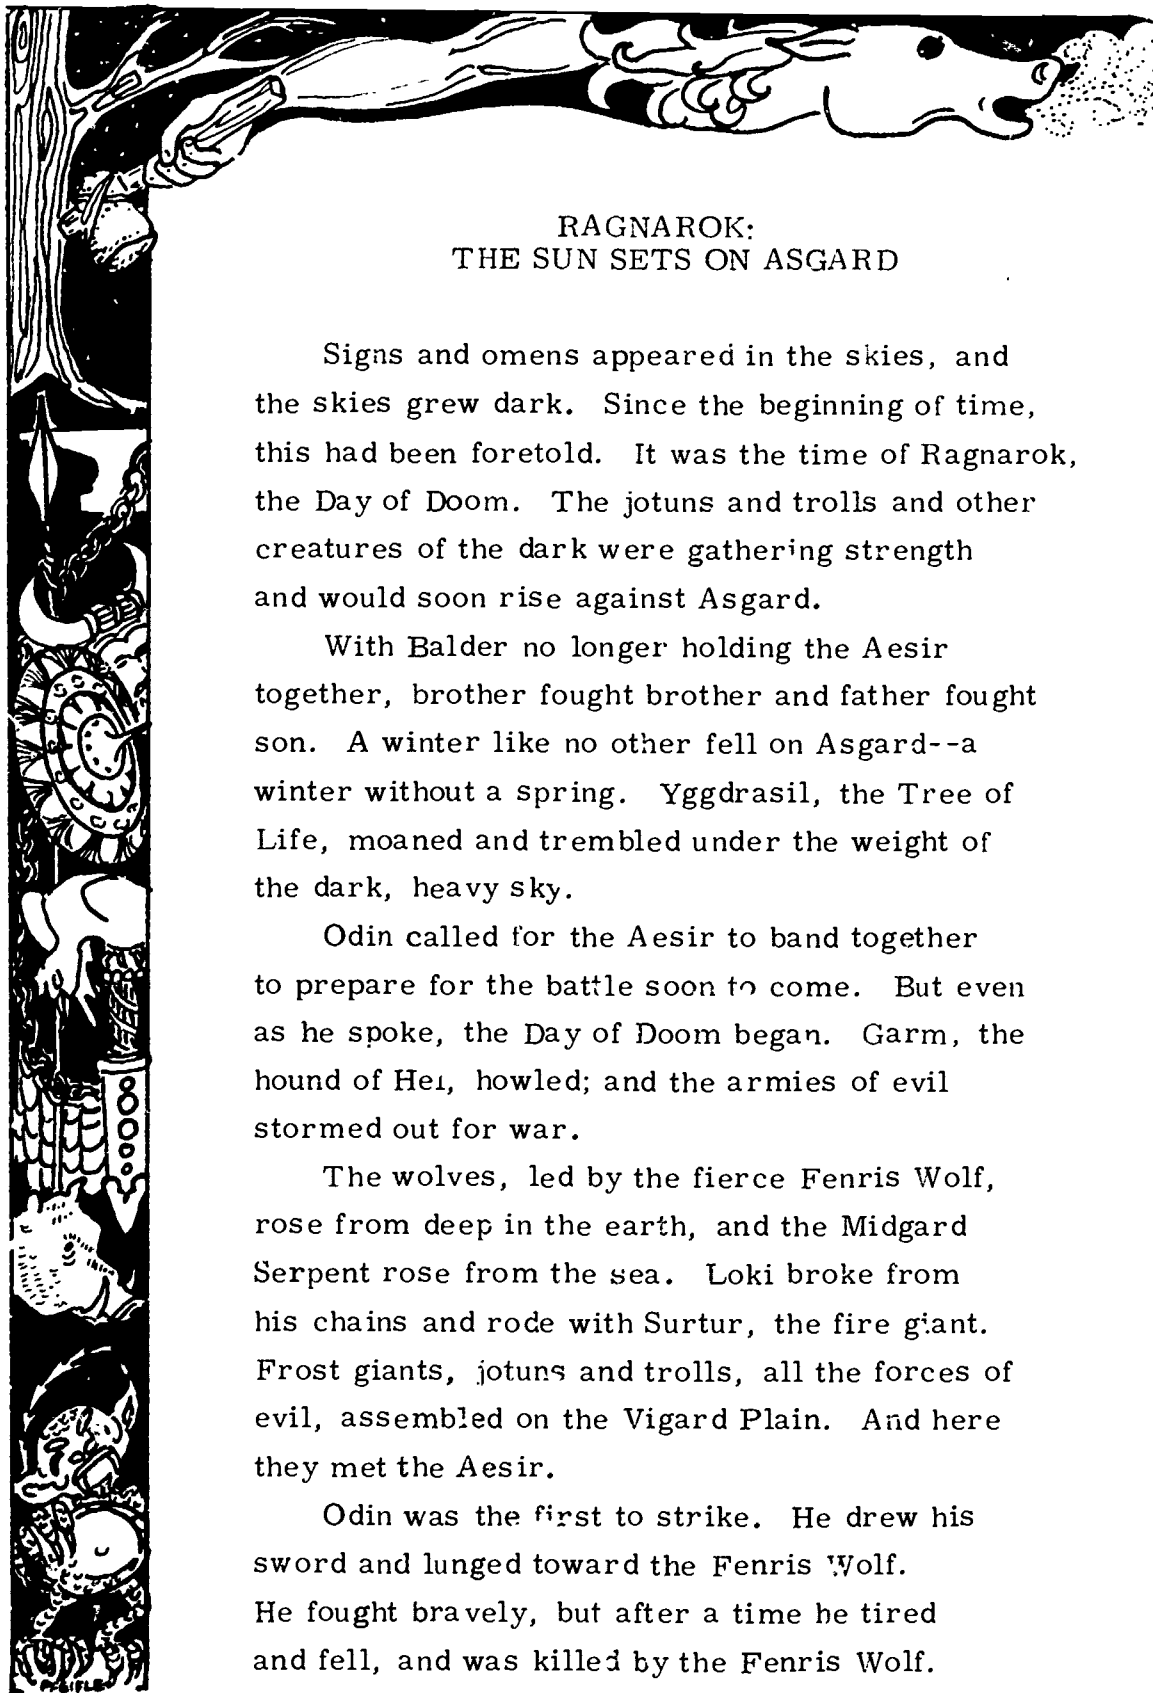 RAGNAROK:
THE SUN SETS ON ASGARD
Signs and omens appeared in the skies, and
the skies grew dark. Since the beginning of time,
this had been foretold. It was the time of Ragnarok,
the Day of Doom. The jotuns and trolls and other
creatures of the dark were gathering strength
and would soon rise against Asgard.
With Balder no longer holding the Aesir
together, brother fought brother and father fought
son. A winter like no other fell on Asgard--a
winter without a spring. Yggdrasil, the Tree of
Life, moaned and trembled under the weight of
the dark, heavy sky.
Odin called for the Aesir to band together
to prepare for the battle soon to come. But even
as he spoke, the Day of Doom began. Garm, the
hound of Hel, howled; and the armies of evil
stormed out for war.
The wolves, led by the fierce Fenris Wolf,
rose from deep in the earth, and the Midgard
Serpent rose from the sea. Loki broke from
his chains and rode with Surtur, the fire giant.
Frost giants, jotuns and trolls, all the forces of
evil, assembled on the Vigard Plain. And here
they met the Aesir.
Odin was the first to strike. He drew his
sword and lunged toward the Fenris Wolf.
He fought bravely, but after a time he tired
and fell, and was killed by the Fenris Wolf.
PFEIFLE